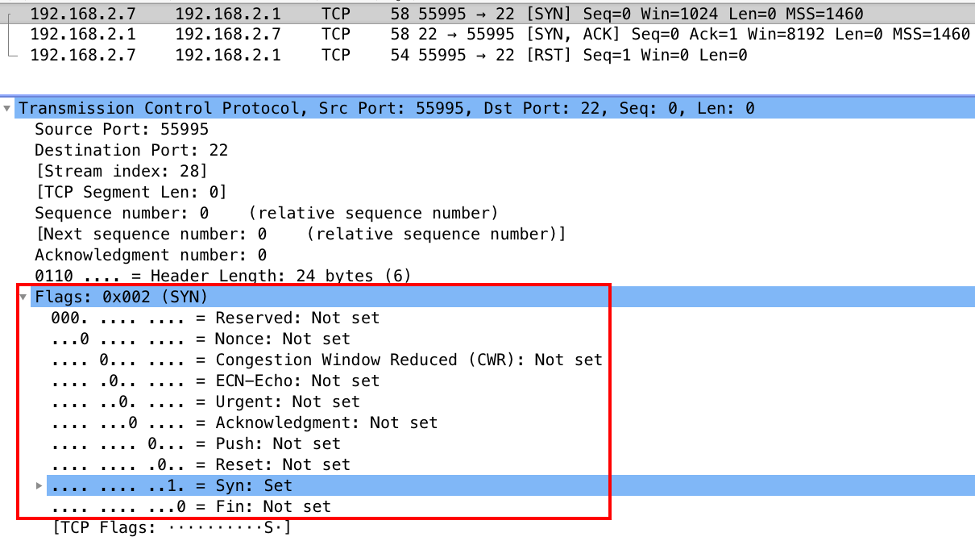 192.168.2.7 192.168.2.1 TCP 58 55995 → 22 [SYN] Seq=0 Win=1024 Len=0 MSS=1460
192.168.2.1 192.168.2.7 TCP 58 22 → 55995 [SYN, ACK] Seq=0 Ack=1 Win=8192 Len=0 MSS=1460
192.168.2.7 192.168.2.1 TCP 54 55995 → 22 [RST] Seq=1 Win=0 Len=0
Transmission Control Protocol, Src Port: 55995, Dst Port: 22, Seq: 0, Len: 0
Source Port: 55995
Destination Port: 22
[Stream index: 28]
[TCP Segment Len: 0]
Sequence number: 0 (relative sequence number)
[Next sequence number: 0 (relative sequence number)]
Acknowledgment number: 0
0110 .... = Header Length: 24 bytes (6)
Flags: 0x002 (SYN)
000. .... .... = Reserved: Not set
...0 .... .... = Nonce: Not set
.... 0... .... = Congestion Window Reduced (CWR): Not set
.... .0.. .... = ECN-Echo: Not set
.... ..0. .... = Urgent: Not set
.... ...0 .... = Acknowledgment: Not set
.... .... 0... = Push: Not set
.... .... .0.. = Reset: Not set
.... .... ..1. = Syn: Set
.... .... ...0 = Fin: Not set
[TCP Flags: ··········S·]